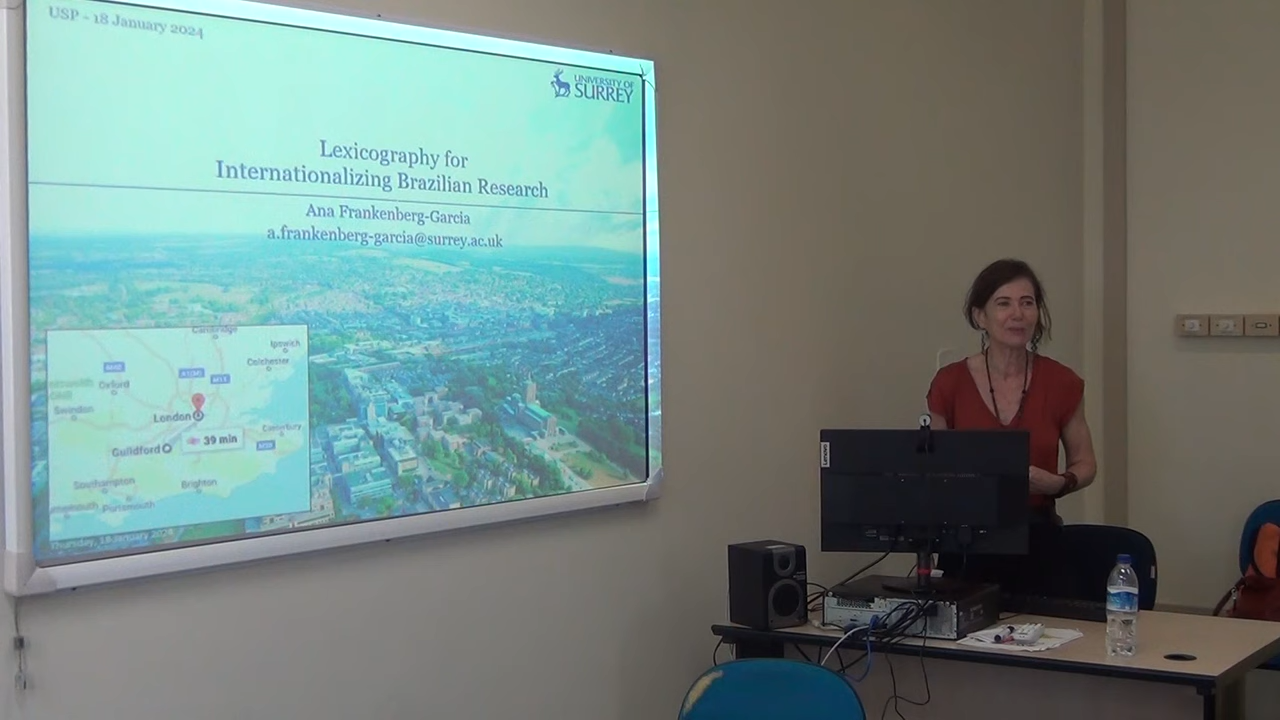 USP - 18 January 2024
UNIVERSITY OF
SURREY
Lexicography for
Internationalizing Brazilian Research
Ana Frankenberg-Garcia
a.frankenberg-garcia@surrey.ac.uk
Cambridge
Ipswich
Colchester
Oxford
Swindon
London
Canterbury
39 min
Guildford
Southampton
Brighton
Portsmouth
Thursday, 18 January 2024
Lenovo